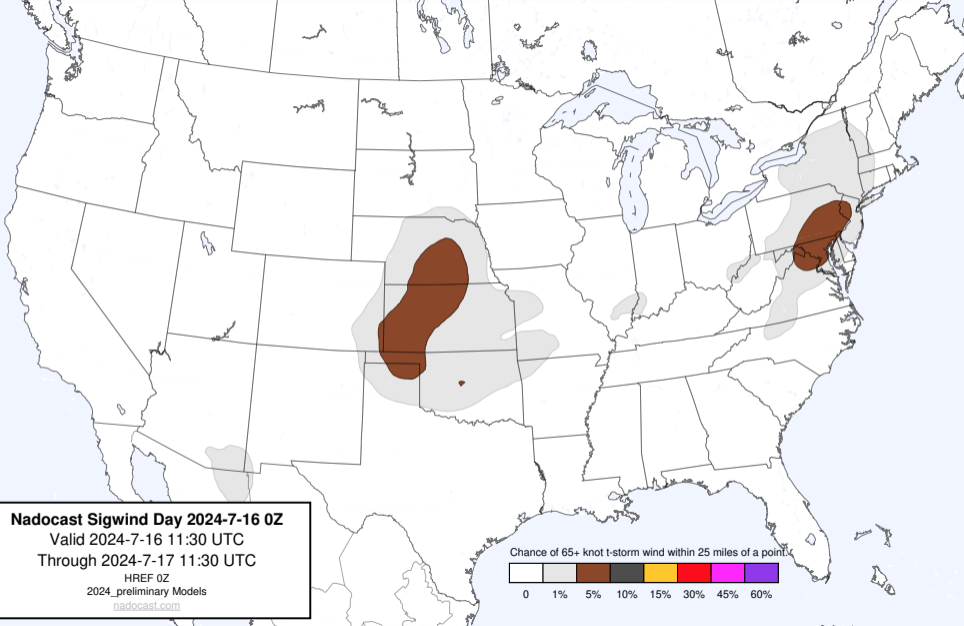 Nadocast Sigwind Day 2024-7-16 0Z
Valid 2024-7-16 11:30 UTC
Through 2024-7-17 11:30 UTC
HREF 0Z
2024_preliminary Models
nadocast.com
Chance of 65+ knot t-storm wind within 25 miles of a point.
0 1% 5% 10% 15% 30% 45% 60%